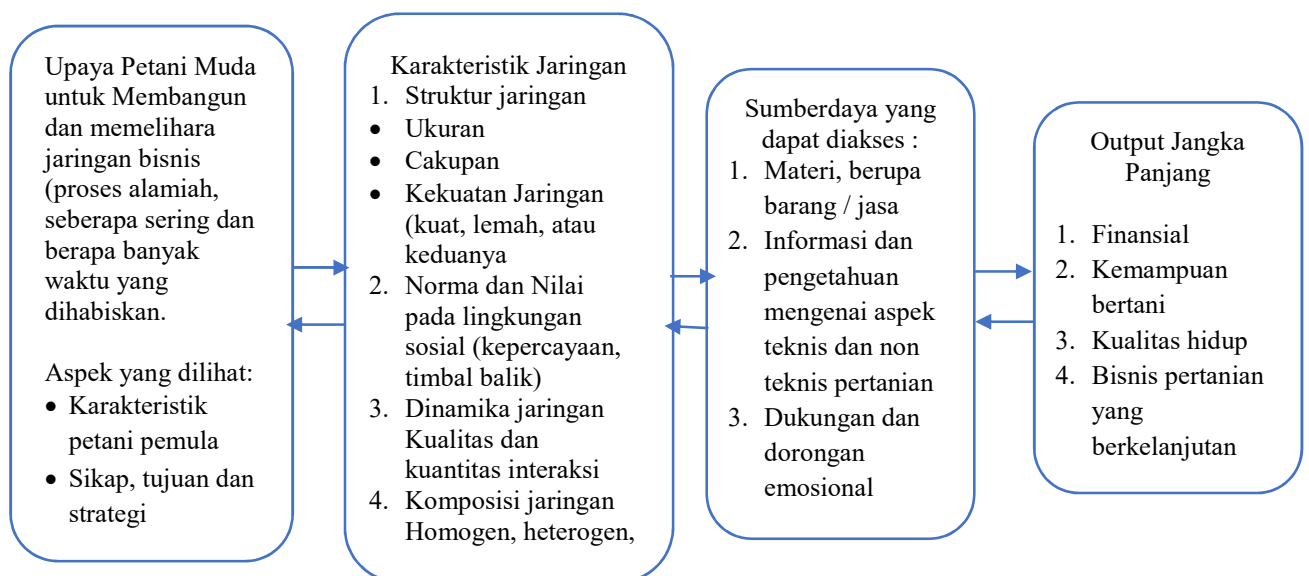 Upaya Petani Muda
untuk Membangun
dan memelihara
jaringan bisnis
(proses alamiah,
seberapa sering dan
berapa banyak
waktu yang
dihabiskan.
Aspek yang dilihat:
• Karakteristik
petani pemula
• Sikap, tujuan dan
strategi
Karakteristik Jaringan
1. Struktur jaringan
• Ukuran
• Cakupan
• Kekuatan Jaringan
(kuat, lemah, atau
keduanya
2. Norma dan Nilai
pada lingkungan
sosial (kepercayaan,
timbal balik)
3. Dinamika jaringan
Kualitas dan
kuantitas interaksi
4. Komposisi jaringan
Homogen, heterogen,
Sumberdaya yang
dapat diakses :
1. Materi, berupa
barang / jasa
2. Informasi dan
pengetahuan
mengenai aspek
teknis dan non
teknis pertanian
3. Dukungan dan
dorongan
emosional
Output Jangka
Panjang
1. Finansial
2. Kemampuan
bertani
3. Kualitas hidup
4. Bisnis pertanian
yang
berkelanjutan